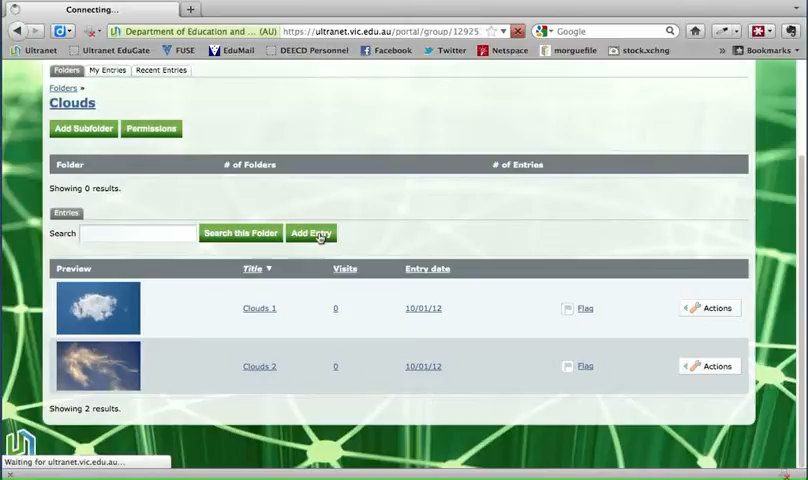 Connecting...
Department of Education and ... (AU) https://ultranet.vic.edu.au/portal/group/12925 Google
Ultranet Ultranet EduGate FUSE EduMail DEECD Personnel Facebook Twitter Netspace morguefile stock.xchng Bookmarks
Folders My Entries Recent Entries
Folders »
Clouds
Add Subfolder Permissions
Folder # of Folders # of Entries
Showing 0 results.
Entries
Search Search this Folder Add Entry
Preview Title ▼ Visits Entry date
Clouds 1 0 10/01/12 Flag Actions
Clouds 2 0 10/01/12 Flag Actions
Showing 2 results.
Waiting for ultranet.vic.edu.au...